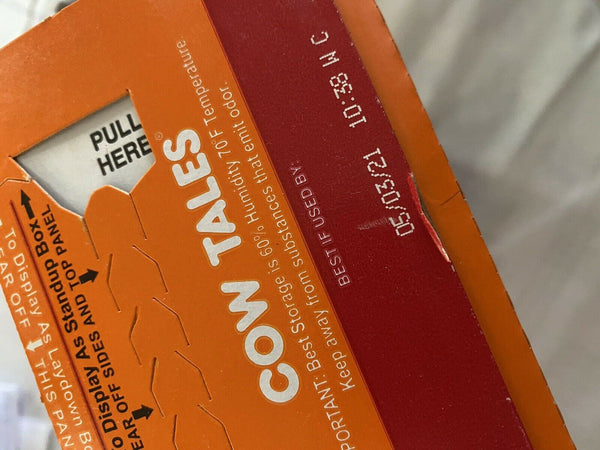 PULL
HERE
COW TALES®
IMPORTANT: Best Storage is 60% Humidity 70°F Temperature.
Keep away from substances that emit odor.
BEST IF USED BY:
05/03/21 10:38 W C
To Display As Standup Box
TEAR OFF SIDES AND TOP PANEL
To Display As Laydown Bo
TEAR OFF THIS PAN